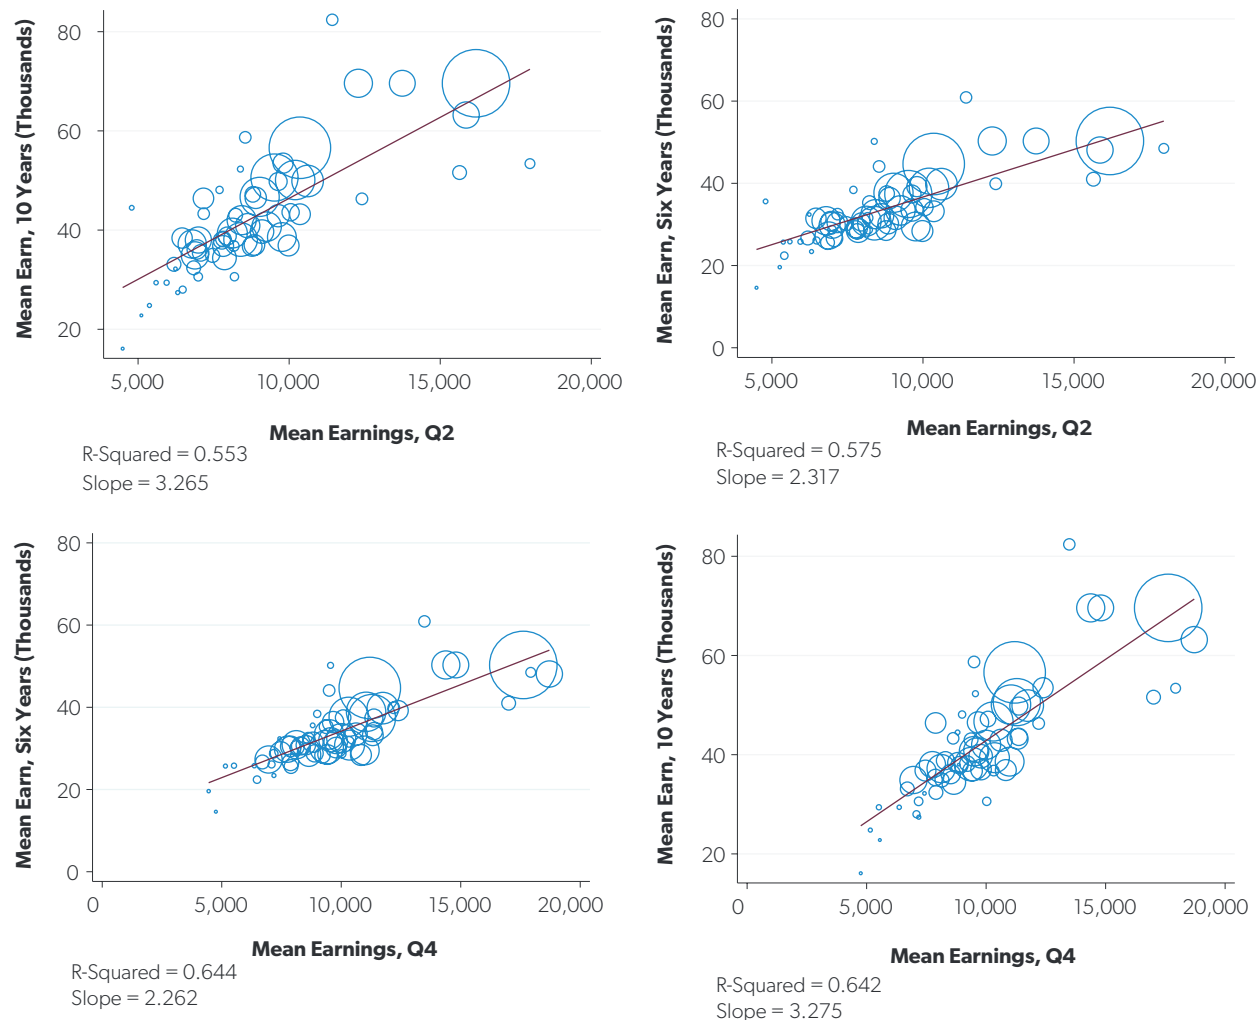 Mean Earn, 10 Years (Thousands)
80
60
40
20
5,000
10,000
15,000
20,000
Mean Earnings, Q2
R-Squared = 0.553
Slope = 3.265
Mean Earn, Six Years (Thousands)
80
60
40
20
0
5,000
10,000
15,000
20,000
Mean Earnings, Q2
R-Squared = 0.575
Slope = 2.317
Mean Earn, Six Years (Thousands)
80
60
40
20
0
0
5,000
10,000
15,000
20,000
Mean Earnings, Q4
R-Squared = 0.644
Slope = 2.262
Mean Earn, 10 Years (Thousands)
80
60
40
20
0
5,000
10,000
15,000
20,000
Mean Earnings, Q4
R-Squared = 0.642
Slope = 3.275